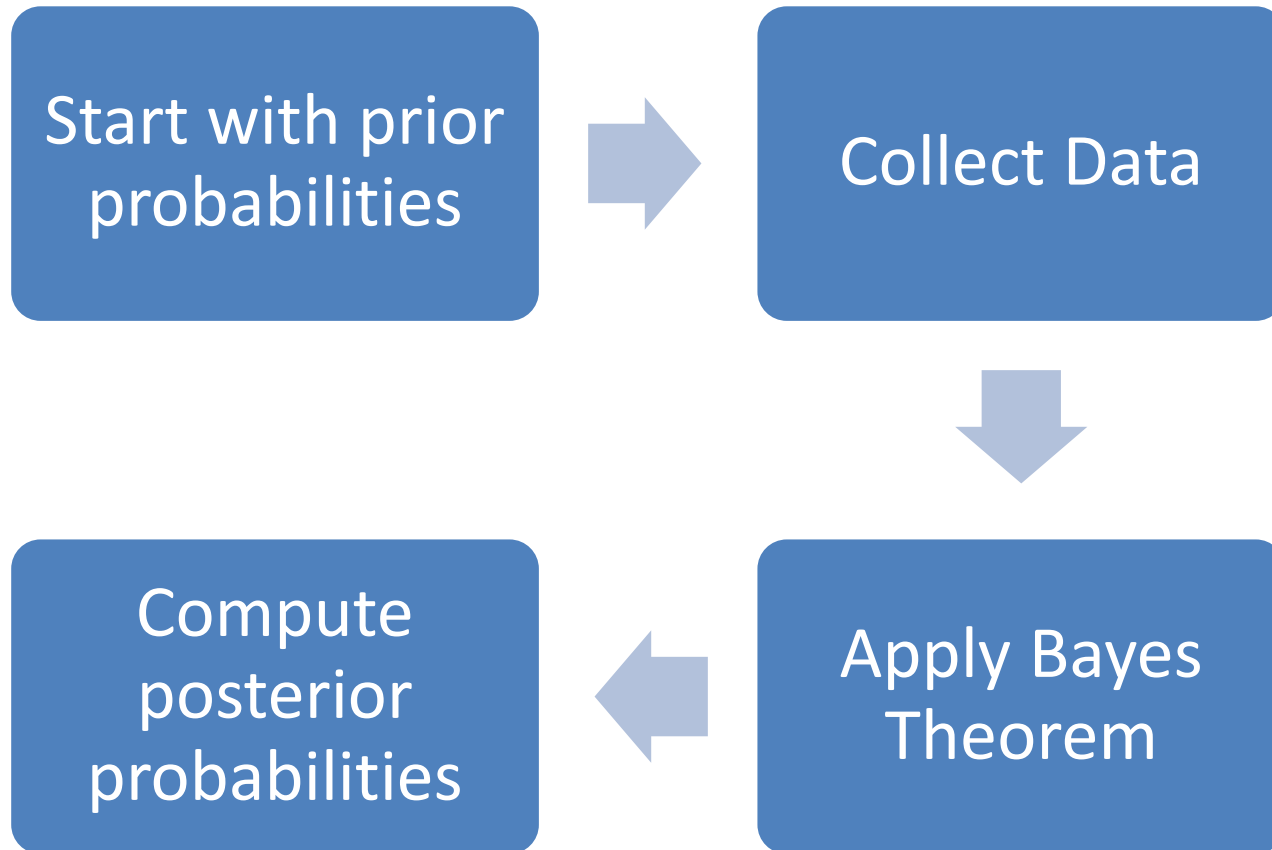 Start with prior
probabilities
Collect Data
Apply Bayes
Theorem
Compute
posterior
probabilities